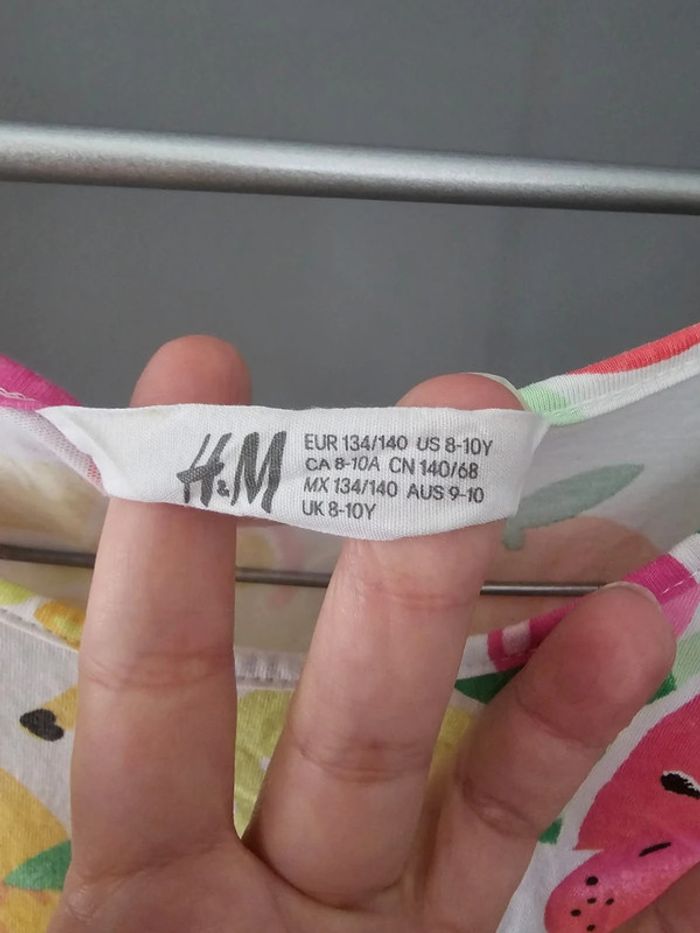 H&M
EUR 134/140 US 8-10Y
CA 8-10A CN 140/68
MX 134/140 AUS 9-10
UK 8-10Y